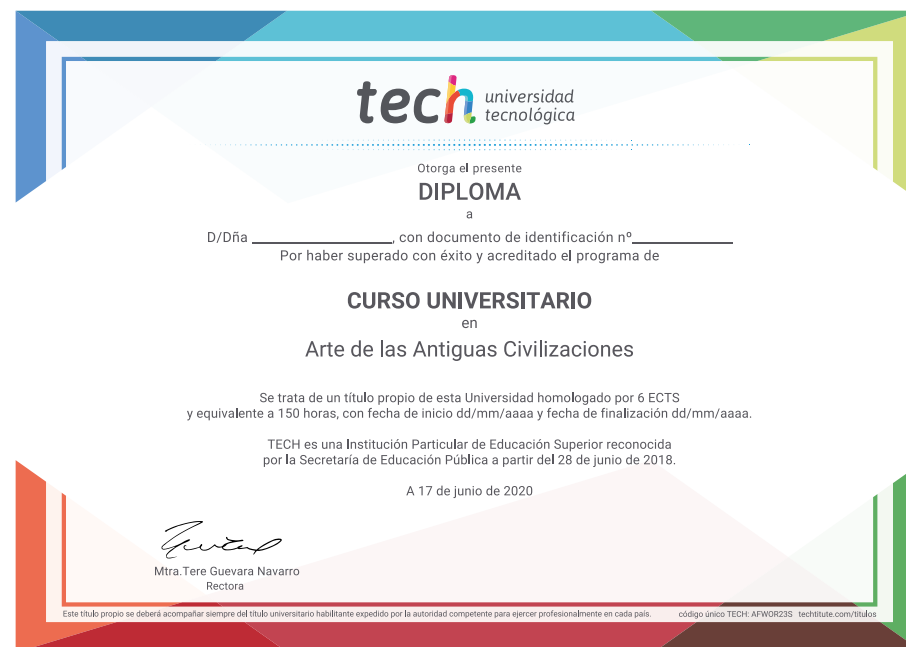 tech universidad
tecnológica
Otorga el presente
DIPLOMA
a
D/Dña ____________________, con documento de identificación nº______________
Por haber superado con éxito y acreditado el programa de
CURSO UNIVERSITARIO
en
Arte de las Antiguas Civilizaciones
Se trata de un título propio de esta Universidad homologado por 6 ECTS
y equivalente a 150 horas, con fecha de inicio dd/mm/aaaa y fecha de finalización dd/mm/aaaa.
TECH es una Institución Particular de Educación Superior reconocida
por la Secretaría de Educación Pública a partir del 28 de junio de 2018.
A 17 de junio de 2020
Mtra.Tere Guevara Navarro
Rectora
Este título propio se deberá acompañar siempre del título universitario habilitante expedido por la autoridad competente para ejercer profesionalmente en cada país. código único TECH: AFWOR23S techtitute.com/titulos